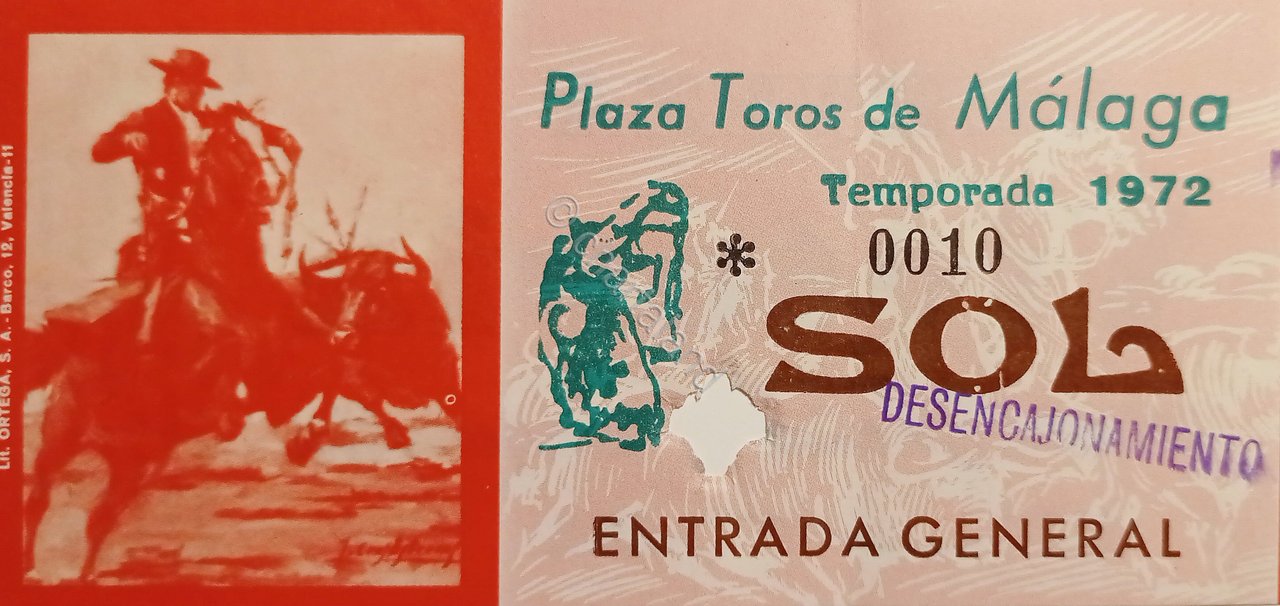 Lit. ORTEGA, S. A. - Barco, 12, Valencia-11
Plaza Toros de Málaga
Temporada 1972
* 0010
SOL
DESENCAJONAMIENTO
ENTRADA GENERAL